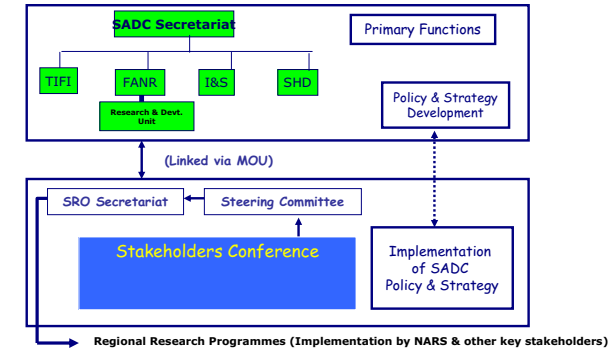 SADC Secretariat
Primary Functions
TIFI
FANR
I&S
SHD
Research & Devt.
Unit
Policy & Strategy
Development
(Linked via MOU)
SRO Secretariat
Steering Committee
Stakeholders Conference
Implementation
of SADC
Policy & Strategy
Regional Research Programmes (Implementation by NARS & other key stakeholders)